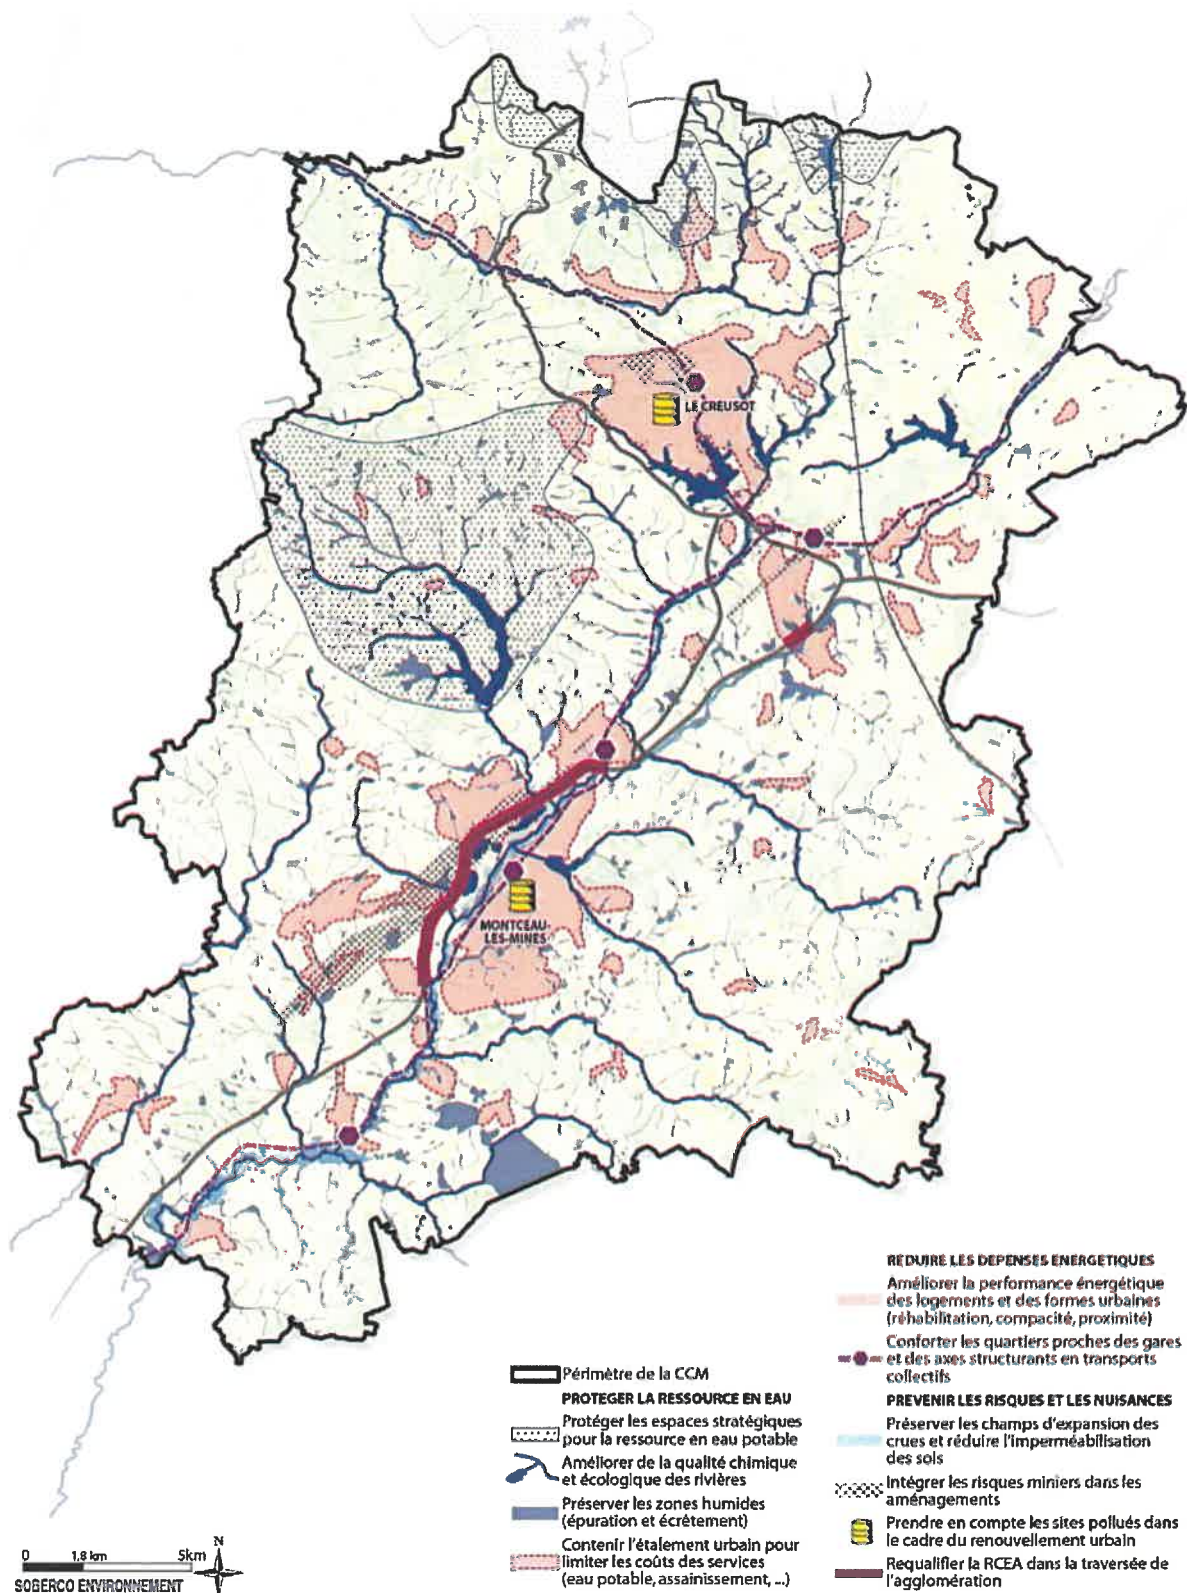 LE CREUSOT
MONTCEAU-
LES-MINES
Périmètre de la CCM
PROTEGER LA RESSOURCE EN EAU
Protéger les espaces stratégiques
pour la ressource en eau potable
Améliorer de la qualité chimique
et écologique des rivières
Préserver les zones humides
(épuration et écrêtement)
Contenir l'étalement urbain pour
limiter les coûts des services
(eau potable, assainissement, ...)
REDUIRE LES DEPENSES ENERGETIQUES
Améliorer la performance énergétique
des logements et des formes urbaines
(réhabilitation, compacité, proximité)
Conforter les quartiers proches des gares
et des axes structurants en transports
collectifs
PREVENIR LES RISQUES ET LES NUISANCES
Préserver les champs d'expansion des
crues et réduire l'imperméabilisation
des sols
Intégrer les risques miniers dans les
aménagements
Prendre en compte les sites pollués dans
le cadre du renouvellement urbain
Requalifier la RCEA dans la traversée de
l'agglomération
0 1,8 km 5km
N
SOBERCO ENVIRONNEMENT